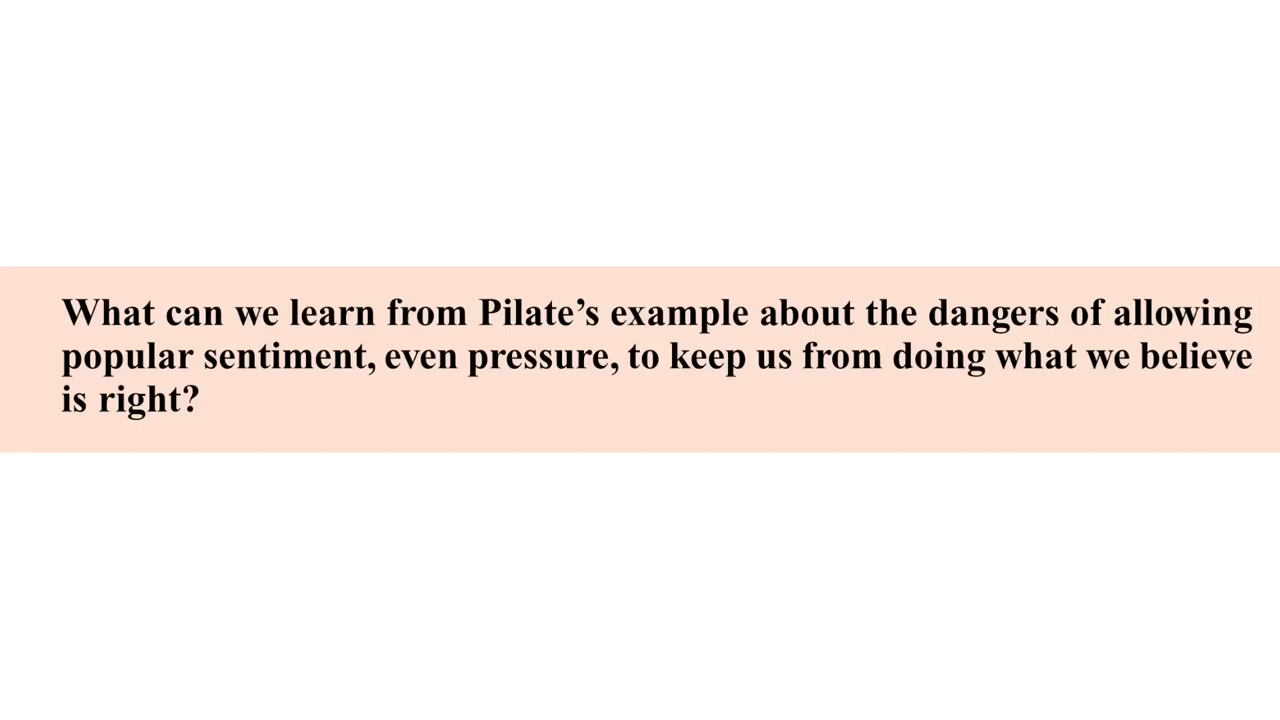 What can we learn from Pilate’s example about the dangers of allowing
popular sentiment, even pressure, to keep us from doing what we believe
is right?